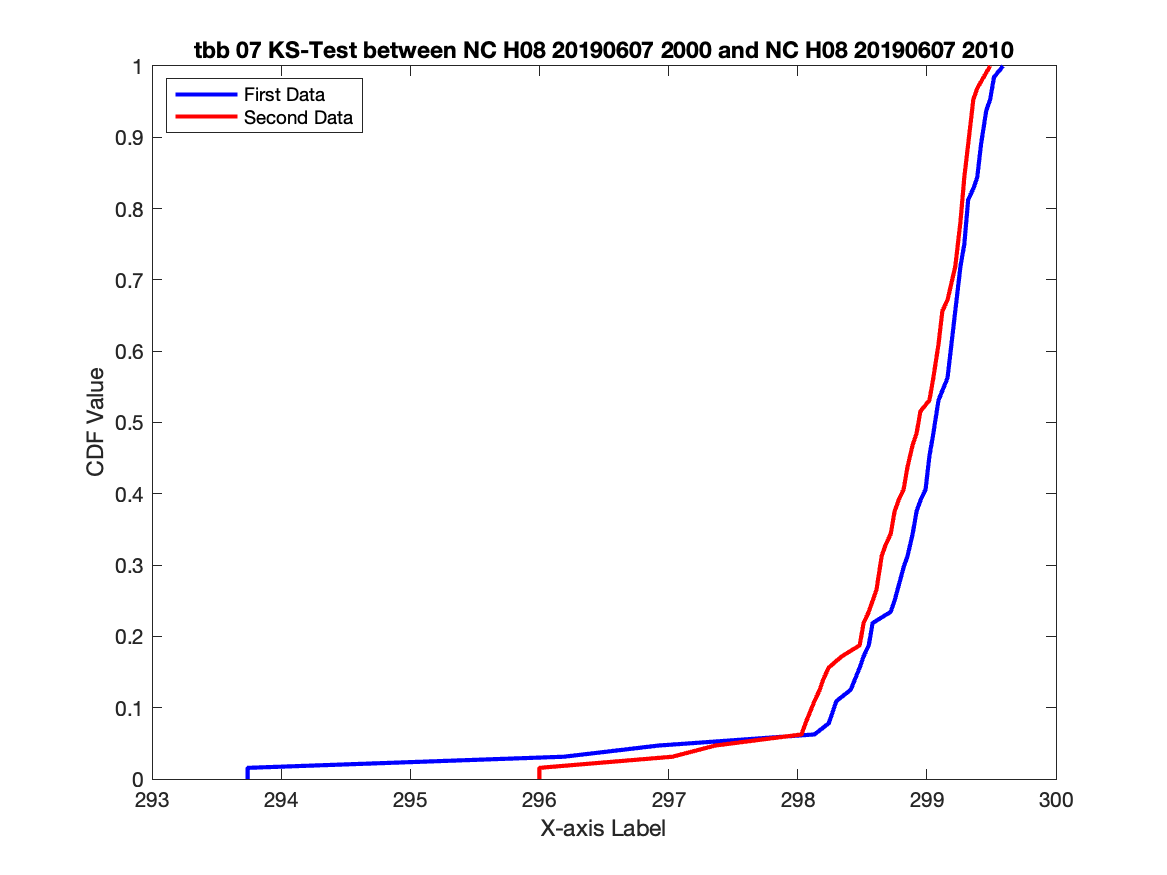 tbb 07 KS-Test between NC H08 20190607 2000 and NC H08 20190607 2010
First Data
Second Data
CDF Value
1
0.9
0.8
0.7
0.6
0.5
0.4
0.3
0.2
0.1
0
293 294 295 296 297 298 299 300
X-axis Label